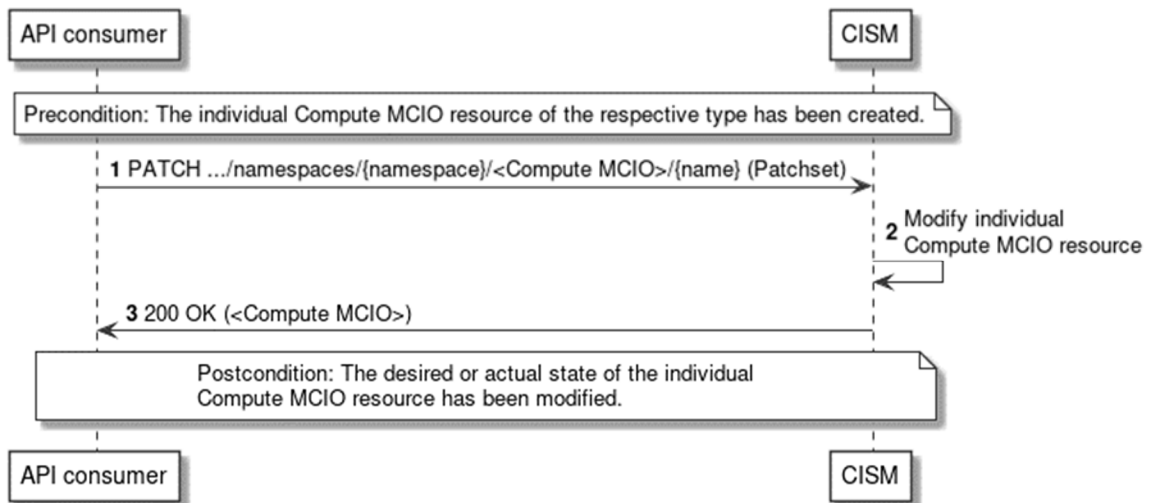 API consumer
CISM
Precondition: The individual Compute MCIO resource of the respective type has been created.
1 PATCH .../namespaces/{namespace}/<Compute MCIO>/{name} (Patchset)
2 Modify individual
Compute MCIO resource
3 200 OK (<Compute MCIO>)
Postcondition: The desired or actual state of the individual
Compute MCIO resource has been modified.
API consumer
CISM